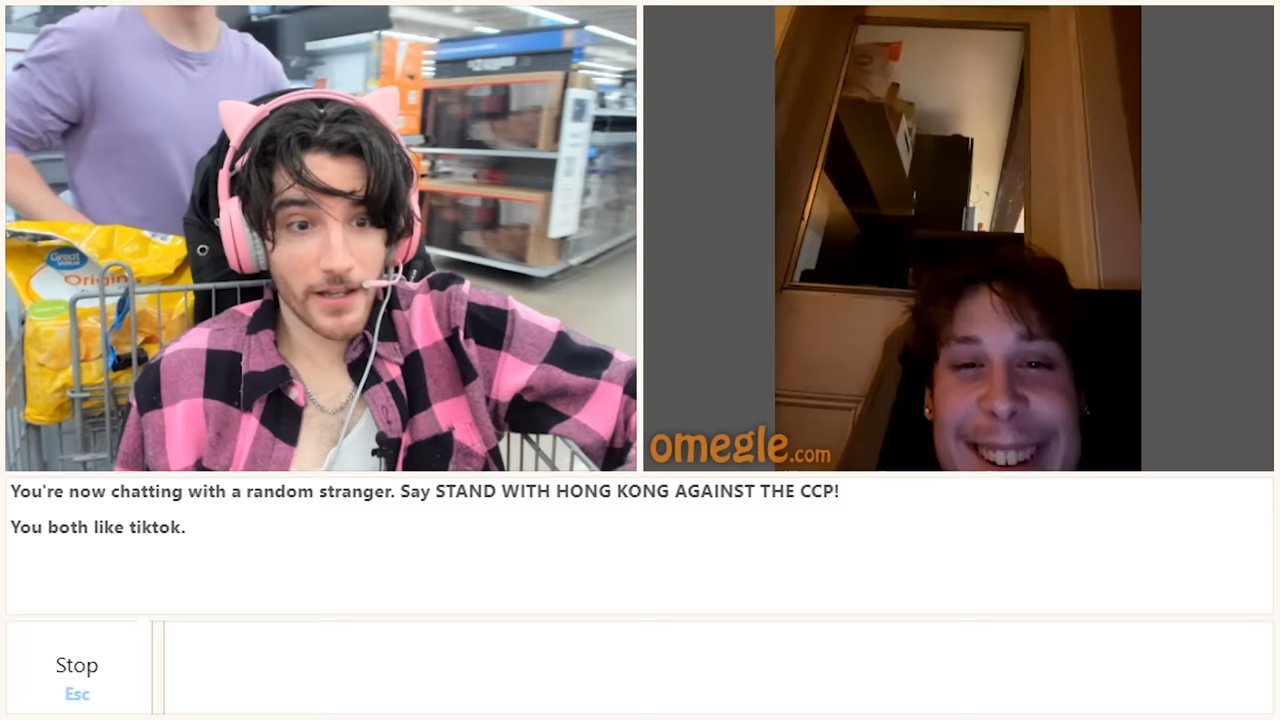 Great Value
Origin
omegle.com
You're now chatting with a random stranger. Say STAND WITH HONG KONG AGAINST THE CCP!
You both like tiktok.
Stop
Esc